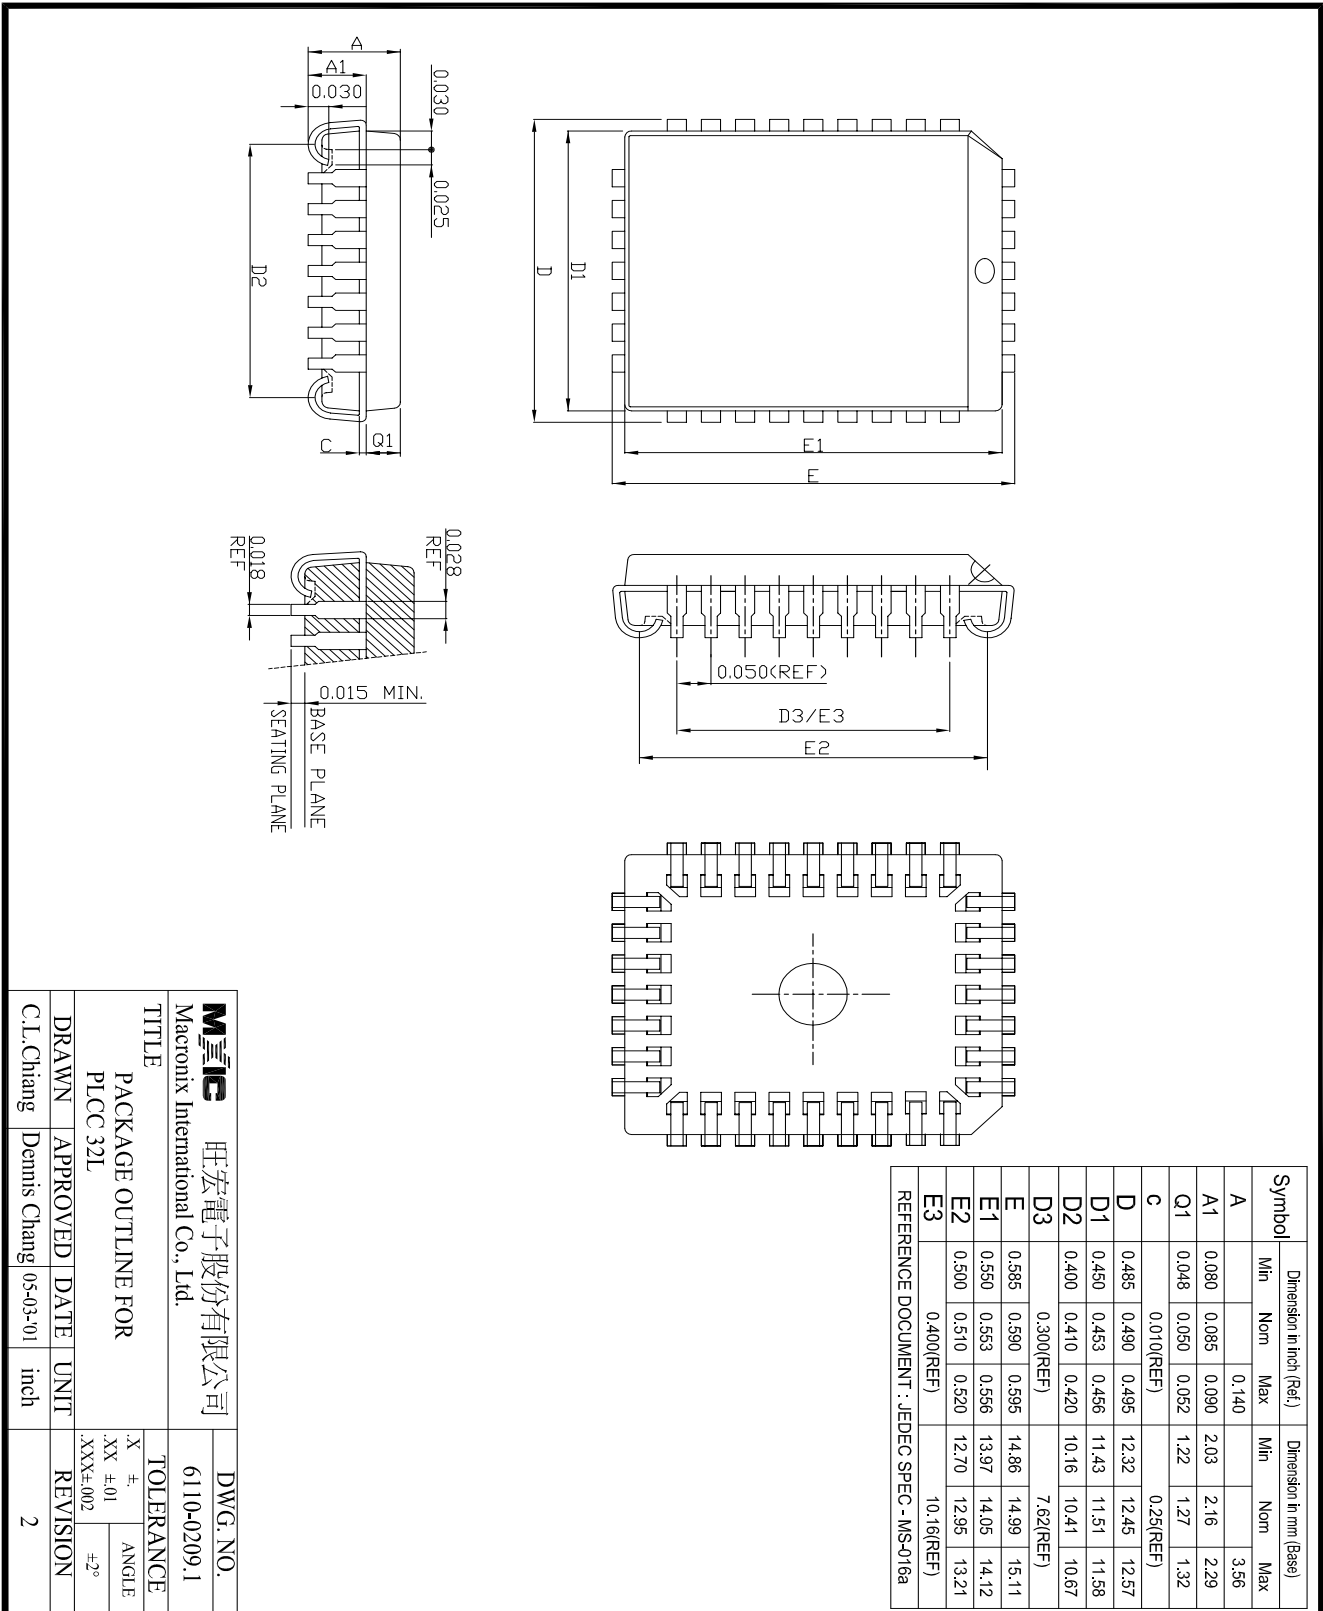 A
A1
0.030
0.030
0.025
D2
C
Q1
D
D1
E1
E
0.018
REF
0.028
REF
0.015 MIN.
BASE PLANE
SEATING PLANE
0.050(REF)
D3/E3
E2
Symbol Dimension in inch (Ref.) Dimension in mm (Base)
Min Nom Max Min Nom Max
A 0.140 3.56
A1 0.080 0.085 0.090 2.03 2.16 2.29
Q1 0.048 0.050 0.052 1.22 1.27 1.32
c 0.010(REF) 0.25(REF)
D 0.485 0.490 0.495 12.32 12.45 12.57
D1 0.450 0.453 0.456 11.43 11.51 11.58
D2 0.400 0.410 0.420 10.16 10.41 10.67
D3 0.300(REF) 7.62(REF)
E 0.585 0.590 0.595 14.86 14.99 15.11
E1 0.550 0.553 0.556 13.97 14.05 14.12
E2 0.500 0.510 0.520 12.70 12.95 13.21
E3 0.400(REF) 10.16(REF)
REFERENCE DOCUMENT : JEDEC SPEC - MS-016a
MXIC 旺宏電子股份有限公司
Macronix International Co., Ltd.
DWG. NO.
6110-0209.1
TITLE
PACKAGE OUTLINE FOR
PLCC 32L
TOLERANCE
.X ±.
.XX ±.01
.XXX±.002
ANGLE
±2°
DRAWN APPROVED DATE UNIT REVISION
C.L.Chiang Dennis Chang 05-03-'01 inch 2